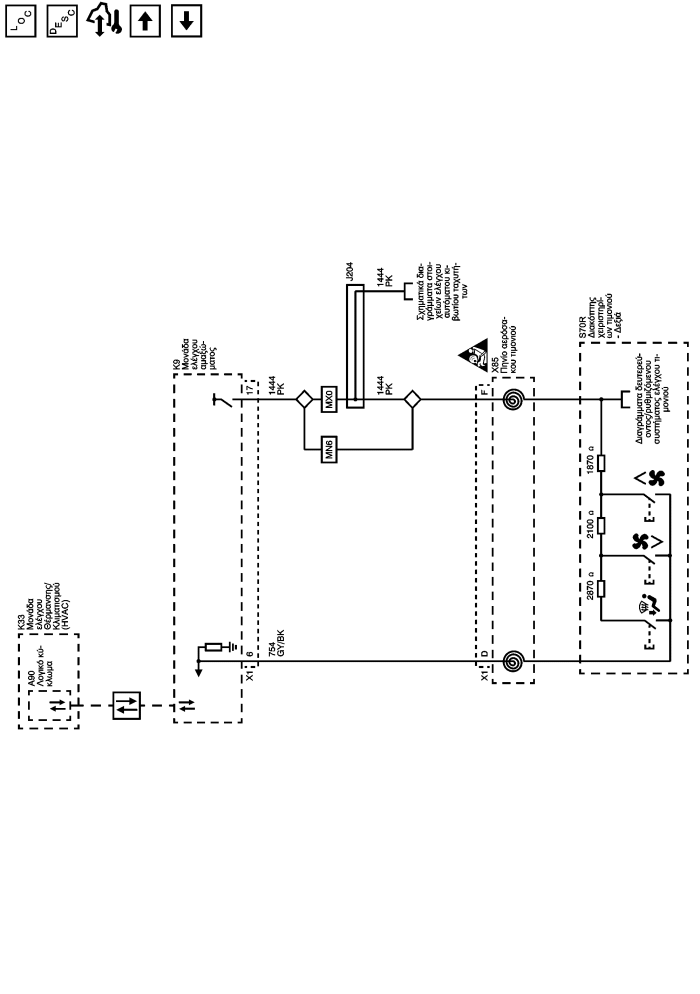 LOC
DESC
K33
Μονάδα
ελέγχου
Θέρμανσης/
Κλιματισμού
(HVAC)
A90
Λογικό κύ-
κλωμα
K9
Μονάδα
ελέγχου
αμαξώ-
ματος
17
6
X1
1444
PK
754
GY/BK
MX0
MN6
J204
1444
PK
1444
PK
Σχηματικά δια-
γράμματα στοι-
χείων ελέγχου
αυτόματου κι-
βωτίου ταχυτή-
των
X85
Πηνίο αερόσα-
κου τιμονιού
F
D
X1
S70R
Διακόπτης
χειριστηρί-
ων τιμονιού
- Δεξιά
Διαγράμματα δευτερεύ-
οντος/ρυθμιζόμενου
συστήματος ελέγχου τι-
μονιού
1870 Ω
2100 Ω
2870 Ω